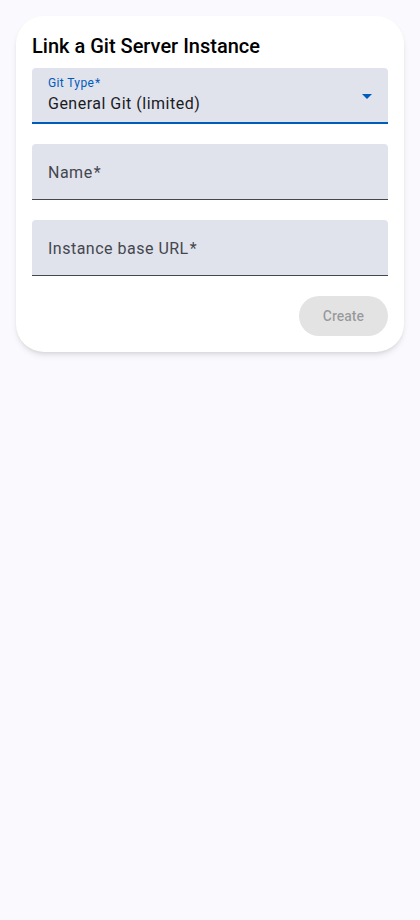 Link a Git Server Instance
Git Type*
General Git (limited)
Name*
Instance base URL*
Create